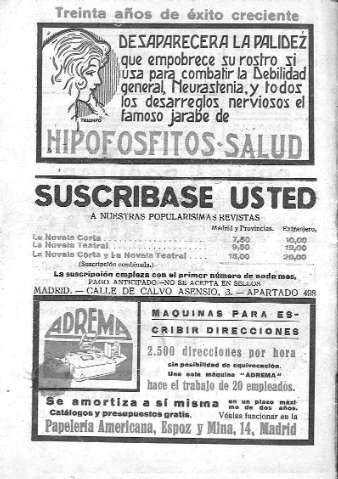 Treinta años de éxito creciente
DESAPARECERA LA PALIDEZ
que empobrece su rostro si
usa para combatir la Debilidad
general, Neurastenia, y todos
los desarreglos nerviosos el
famoso jarabe de
HIPOFOSFITOS-SALUD
SUSCRIBASE USTED
A NUESTRAS POPULARISIMAS REVISTAS
Madrid y Provincias. Extranjero.
La Novela Corta 7,50 10,00
La Novela Teatral 9,50 12,00
La Novela Corta y La Novela Teatral 16,00 20,00
(Suscripción combinada.)
La suscripción empieza con el primer número de cada mes.
PAGO ANTICIPADO.-NO SE ACEPTA EN SELLOS
MADRID. — CALLE DE CALVO ASENSIO, 3. — APARTADO 498
ADREMA
MAQUINAS PARA ES-
CRIBIR DIRECCIONES
2.500 direcciones por hora
sin posibilidad de equivocación.
Una sola máquina "ADREMA"
hace el trabajo de 20 empleados.
Se amortiza a sí misma en un plazo máxi-
mo de dos años.
Catálogos y presupuestos gratis. Véalas funcionar en la
Papelería Americana, Espoz y Mina, 14, Madrid